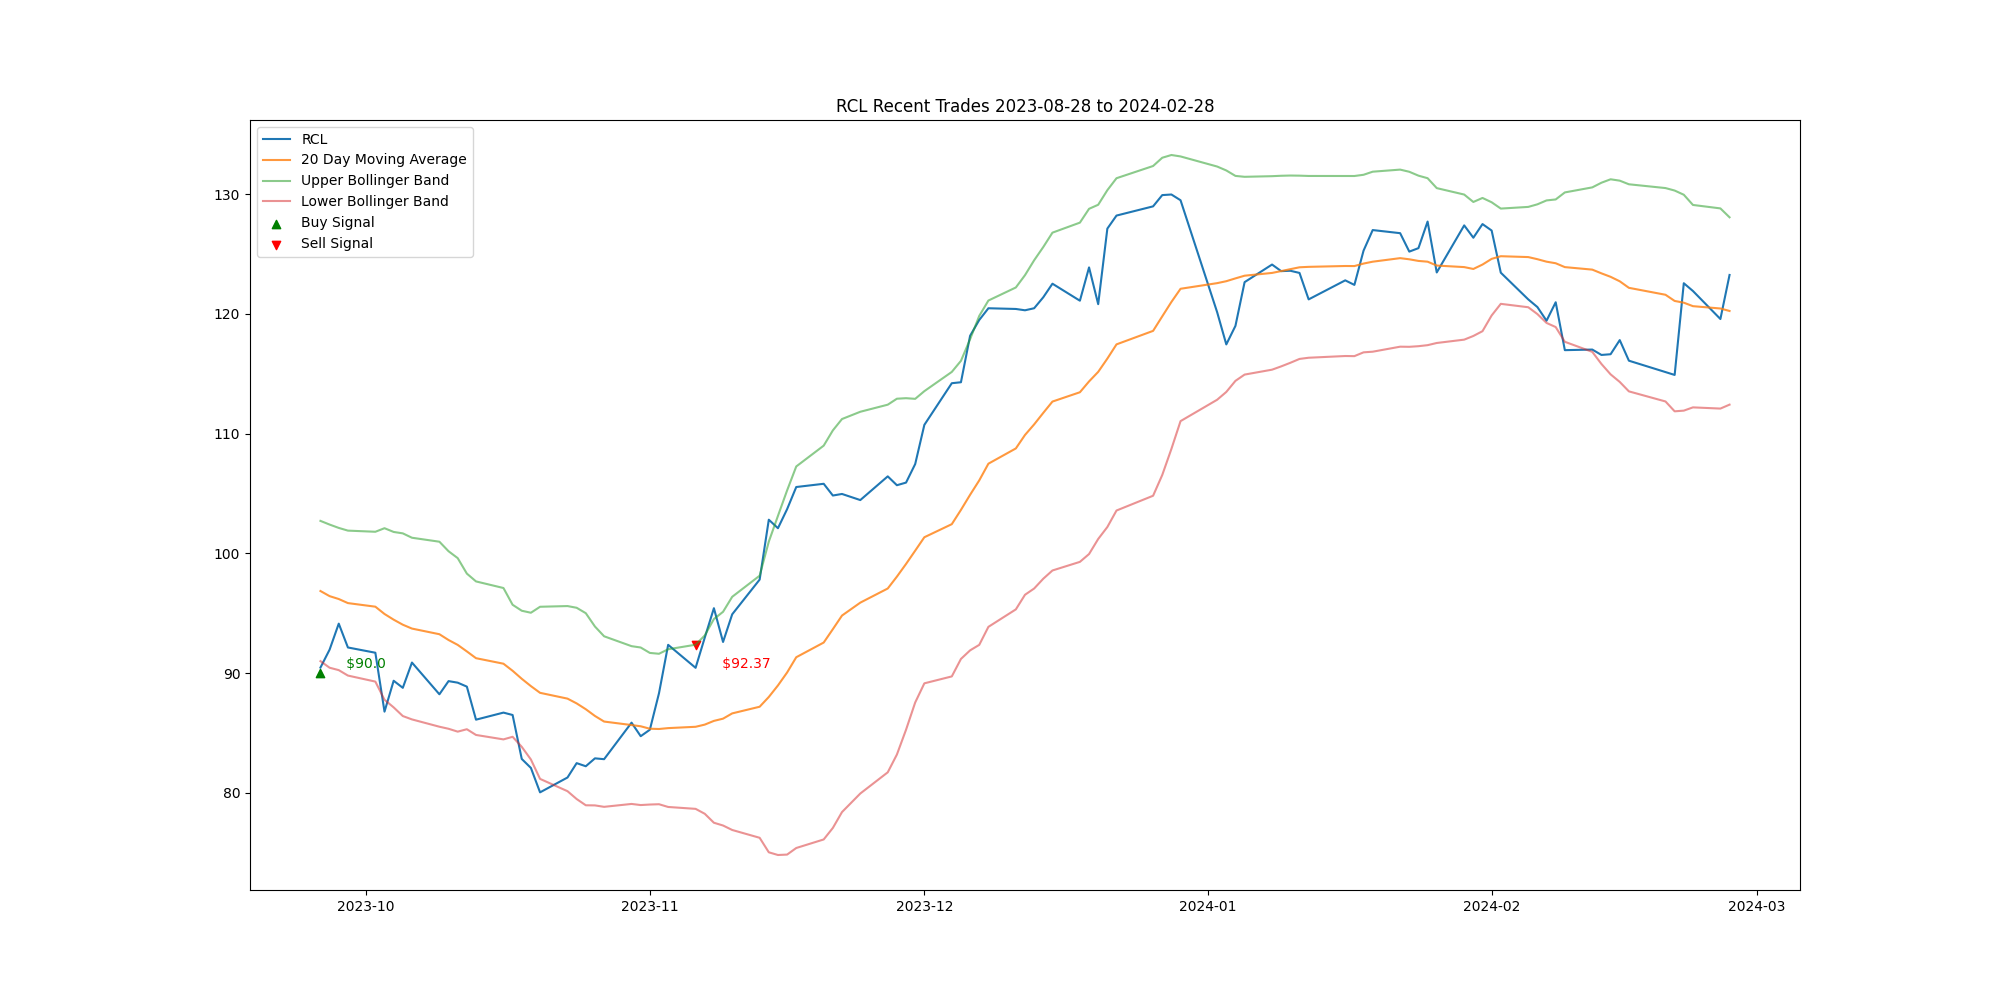 RCL Recent Trades 2023-08-28 to 2024-02-28
RCL
20 Day Moving Average
Upper Bollinger Band
Lower Bollinger Band
Buy Signal
Sell Signal
130
120
110
100
90
80
$90.0
$92.37
2023-10
2023-11
2023-12
2024-01
2024-02
2024-03